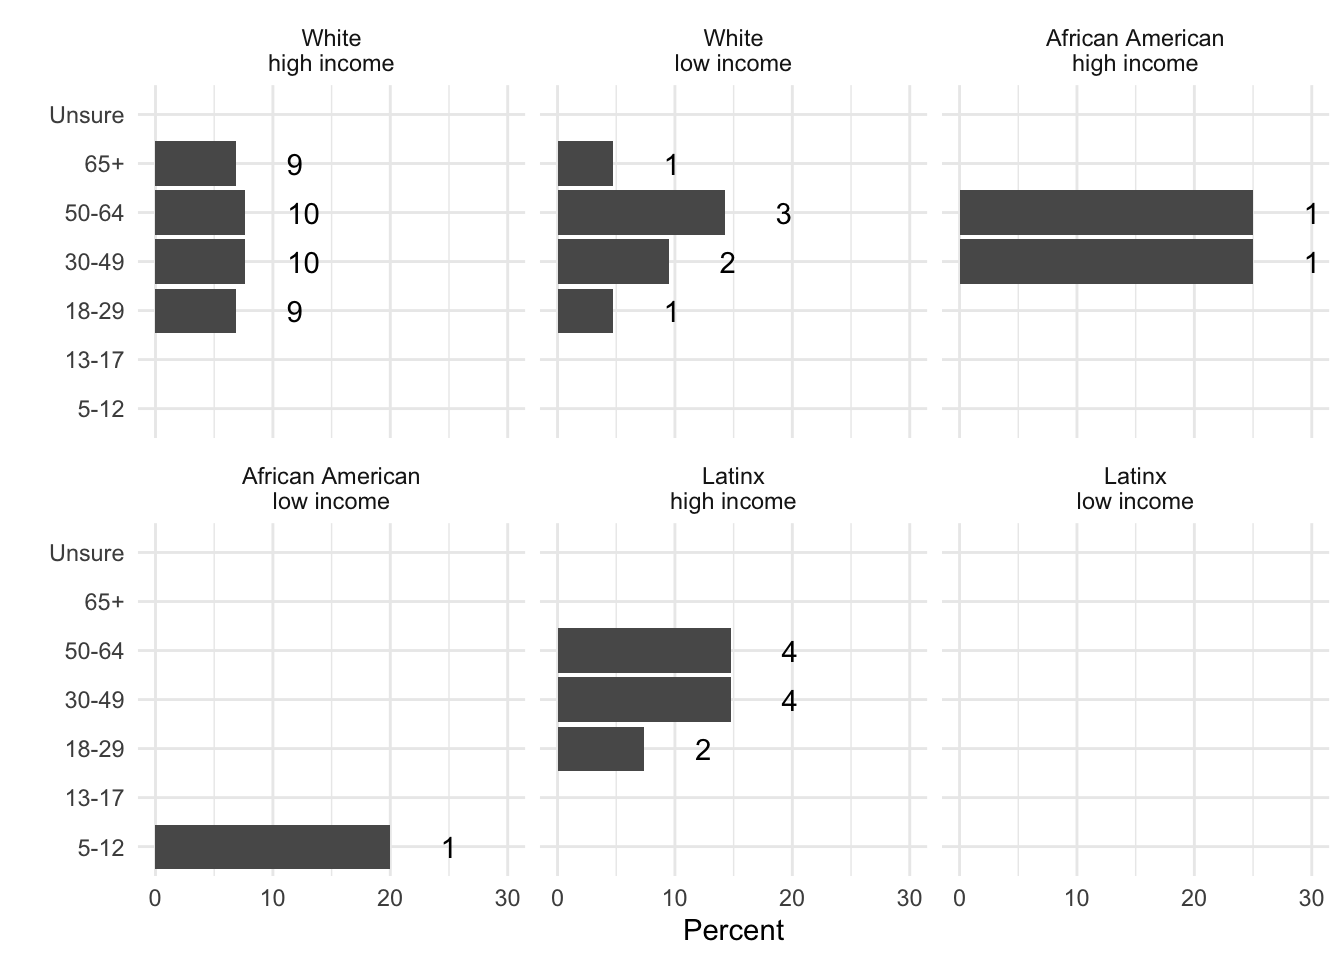 White
high income
White
low income
African American
high income
Unsure
65+
9
1
50-64
10
3
1
30-49
10
2
1
18-29
9
1
13-17
5-12
African American
low income
Latinx
high income
Latinx
low income
Unsure
65+
50-64
4
30-49
4
18-29
2
13-17
5-12
1
0 10 20 30
0 10 20 30
0 10 20 30
Percent